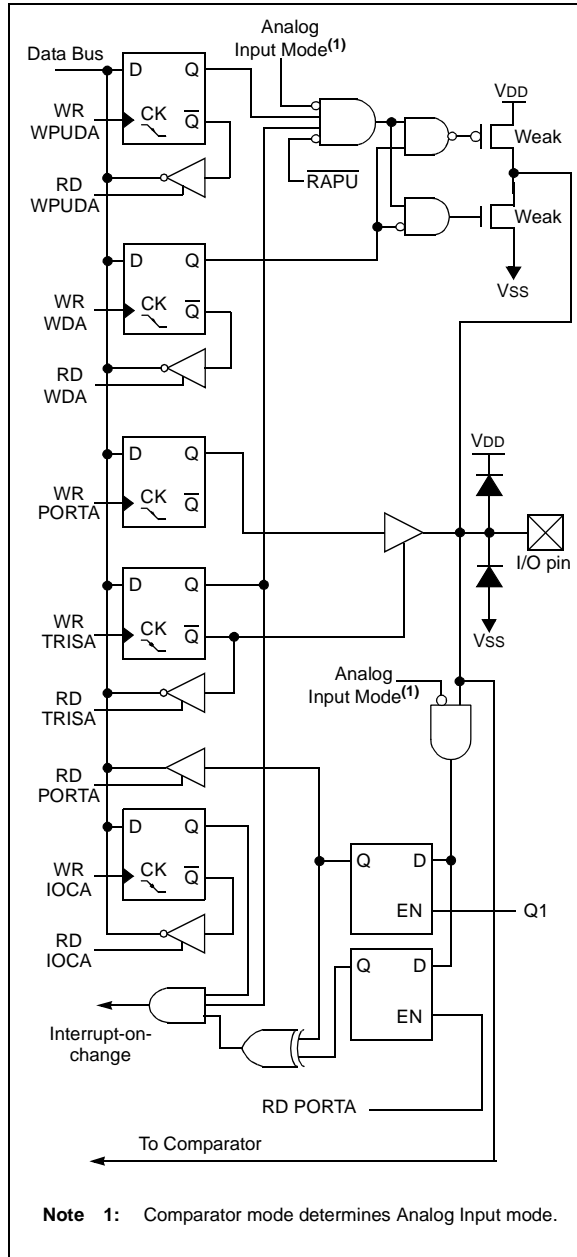 Analog
Input Mode(1)
Data Bus
D Q
WR
WPUDA
CK Q
RD
WPUDA
RAPU
VDD
Weak
Weak
VSS
D Q
WR
WDA
CK Q
RD
WDA
D Q
WR
PORTA
CK Q
VDD
I/O pin
VSS
D Q
WR
TRISA
CK Q
RD
TRISA
Analog
Input Mode(1)
RD
PORTA
D Q
WR
IOCA
CK Q
RD
IOCA
Q D
EN
Q1
Q D
EN
Interrupt-on-
change
RD PORTA
To Comparator
Note 1: Comparator mode determines Analog Input mode.